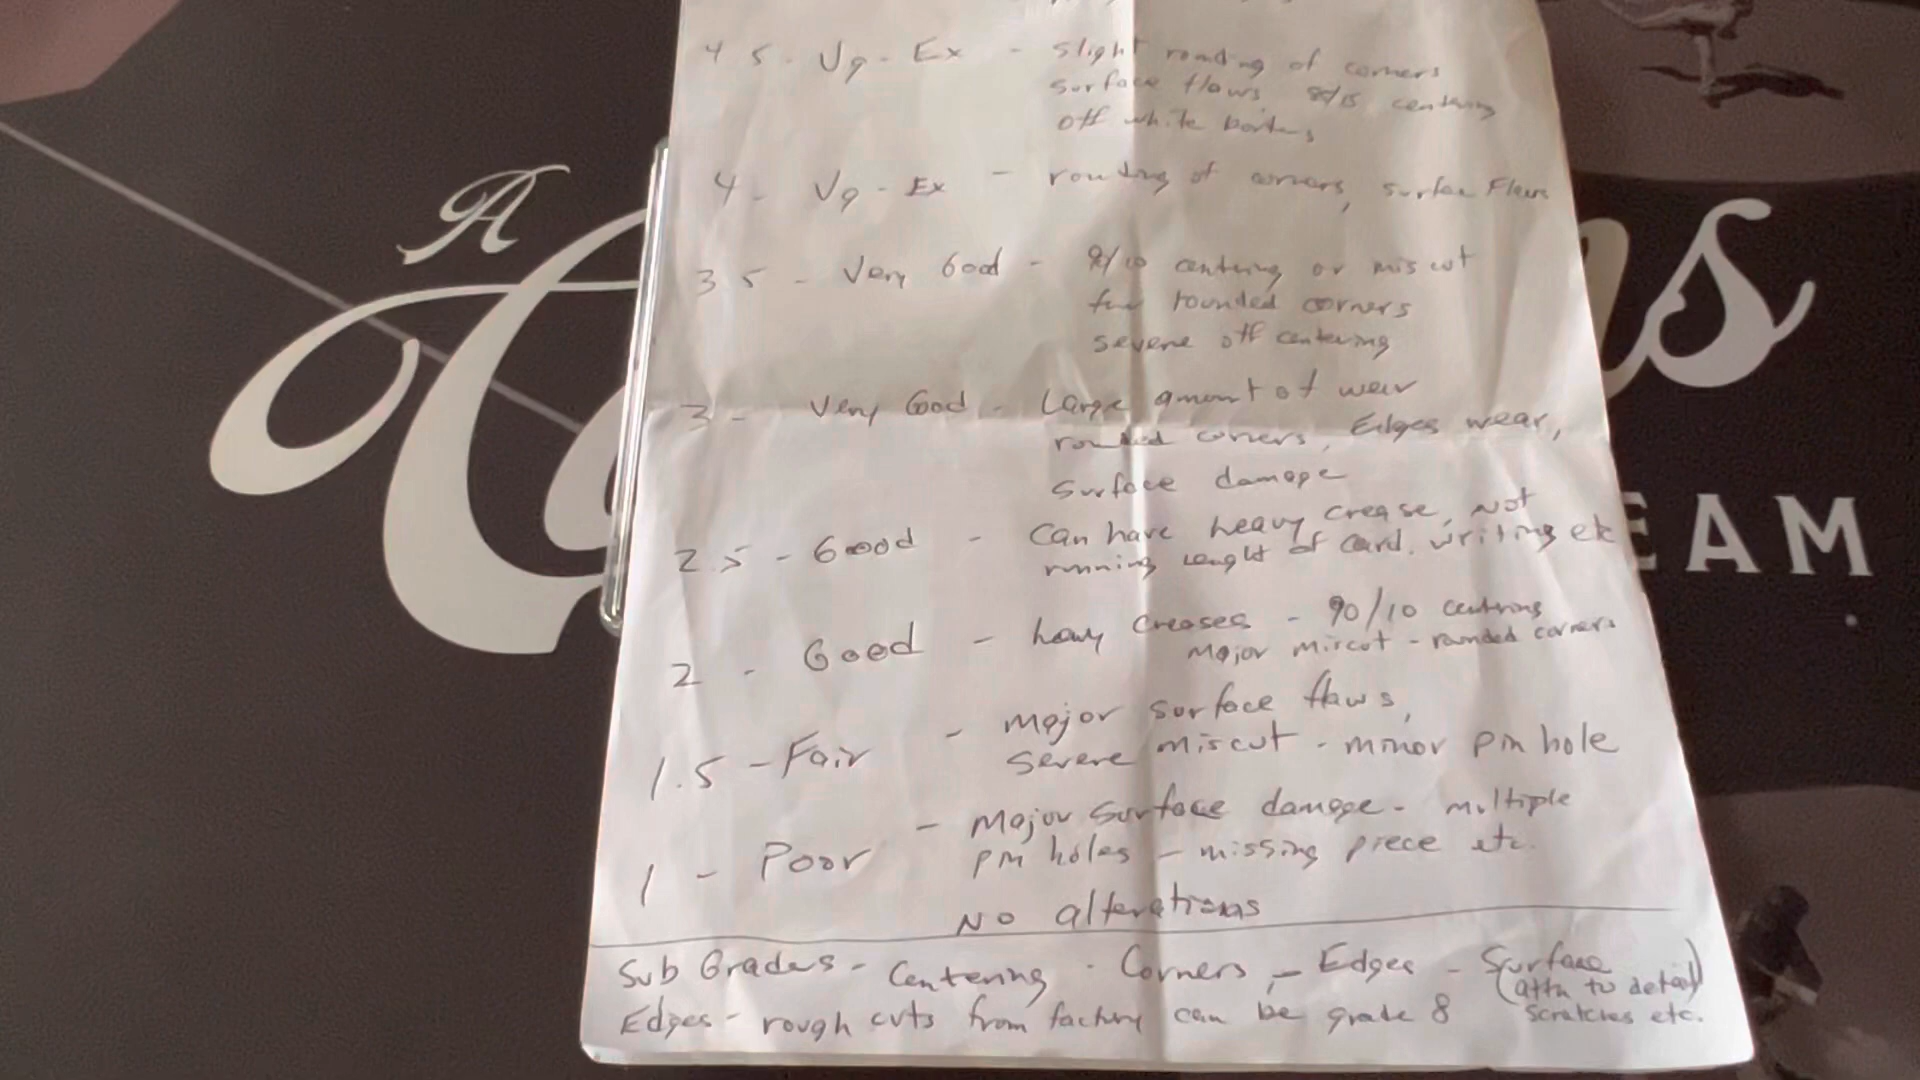 4 5 - Vg - Ex - slight rounding of corners
surface flaws 85/15 centering
off white borders
4 - Vg - Ex - rounding of corners, surface Flaws
3 5 - Very Good - 90/10 centering or miscut
few rounded corners
severe off centering
3 - Very Good - Large amount of wear
rounded corners, Edges wear,
surface damage
2.5 - Good - Can have heavy crease, not
running lenght of card. writing etc
2 - Good - heavy creases - 90/10 centering
Major miscut - rounded corners
1.5 - Fair - major surface flaws,
severe miscut - minor pin hole
1 - Poor - major surface damage - multiple
pin holes - missing piece etc.
No alterations
Sub Grades - Centering - Corners, - Edges - Surface
(attn to detail)
Edges - rough cuts from factory can be grade 8 scratches etc.
A
EAM